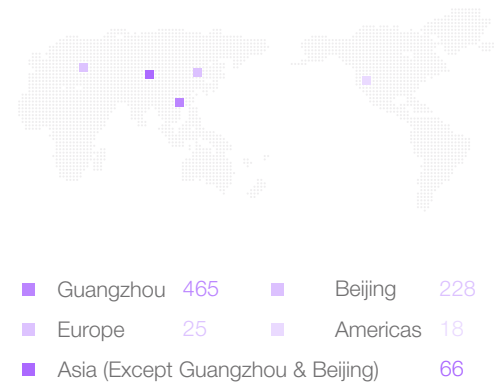 Guangzhou 465 Beijing 228
Europe 25 Americas 18
Asia (Except Guangzhou & Beijing) 66